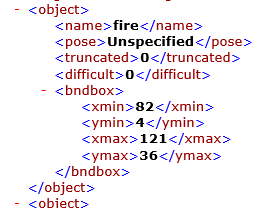 - <object>
<name>fire</name>
<pose>Unspecified</pose>
<truncated>0</truncated>
<difficult>0</difficult>
- <bndbox>
<xmin>82</xmin>
<ymin>4</ymin>
<xmax>121</xmax>
<ymax>36</ymax>
</bndbox>
</object>
- <object>